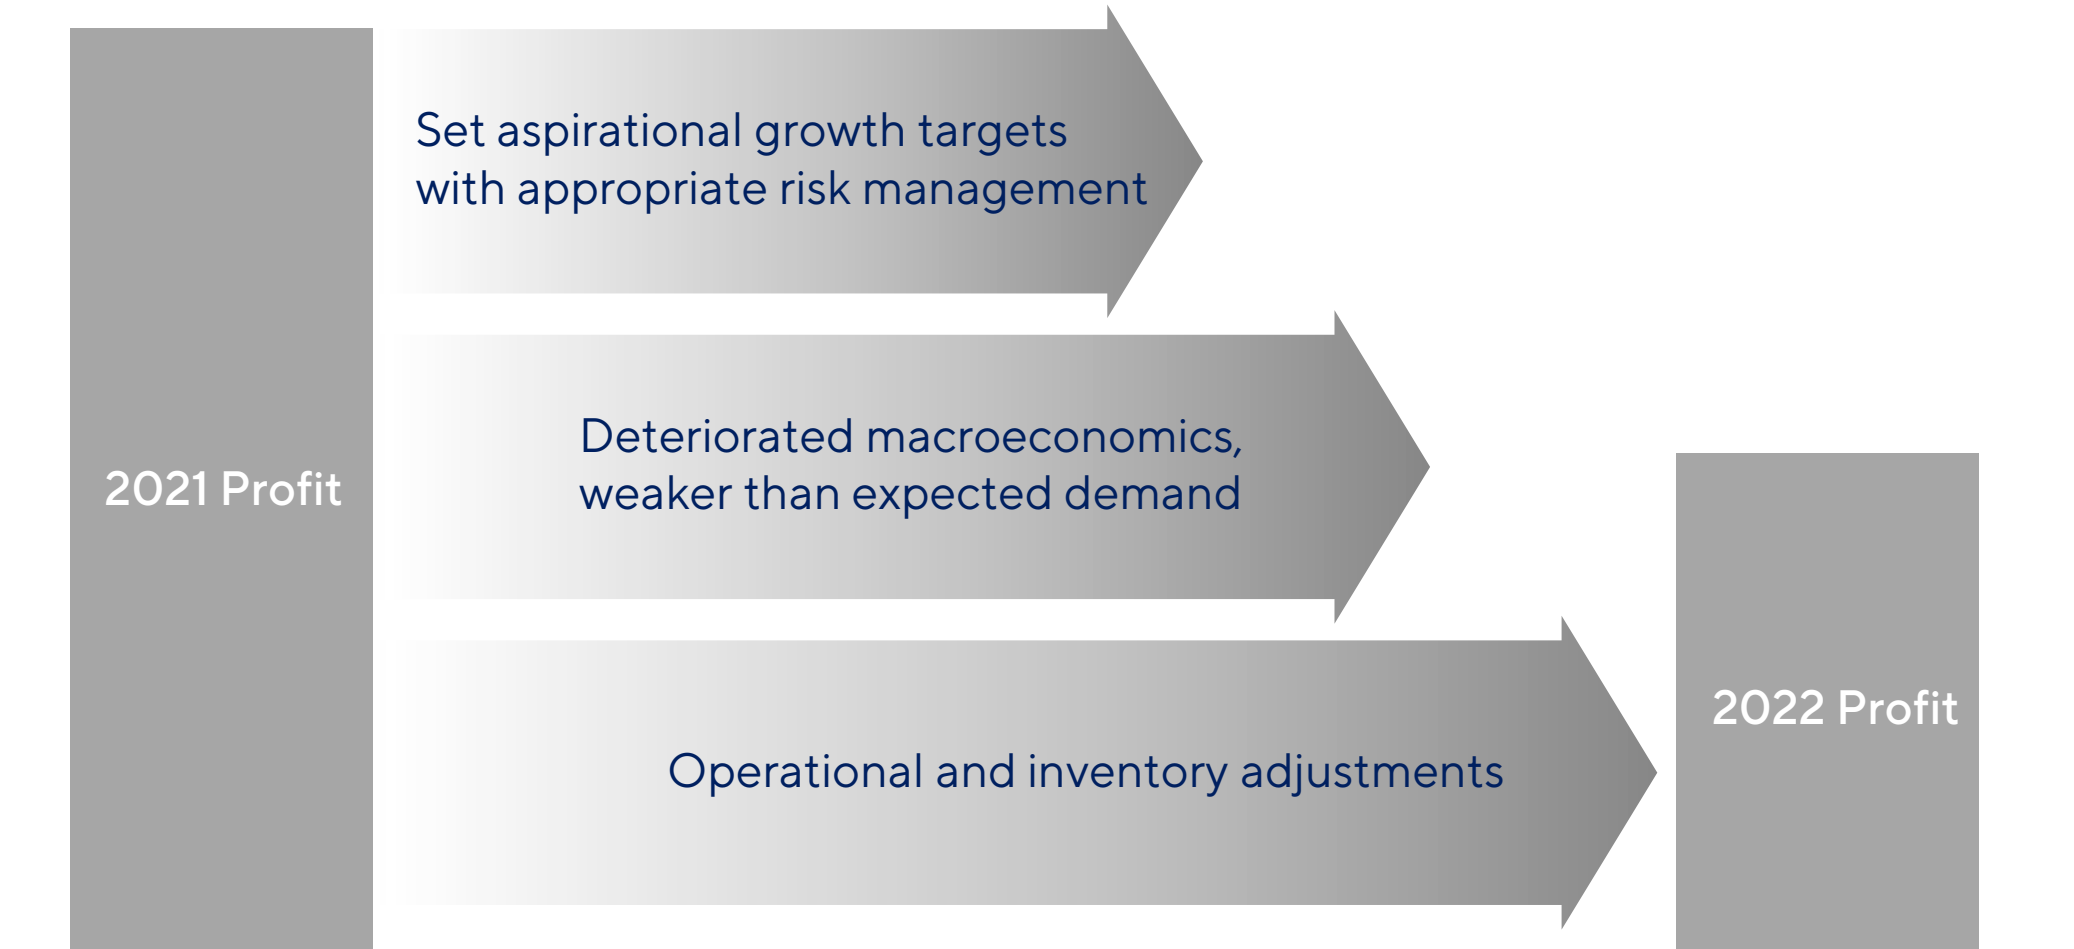 Set aspirational growth targets
with appropriate risk management
Deteriorated macroeconomics,
weaker than expected demand
2021 Profit
2022 Profit
Operational and inventory adjustments